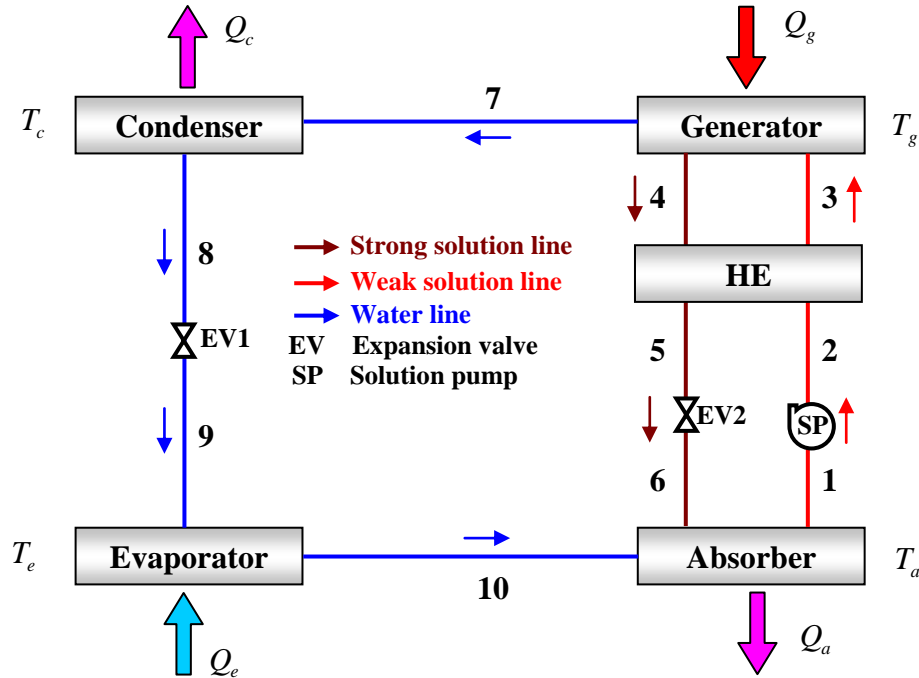 Q_c
Q_g
7
T_c
Condenser
Generator
T_g
4
3
8
Strong solution line
Weak solution line
HE
Water line
EV1
EV Expansion valve
5
2
SP Solution pump
EV2
SP
9
6
1
T_e
Evaporator
Absorber
T_a
10
Q_e
Q_a